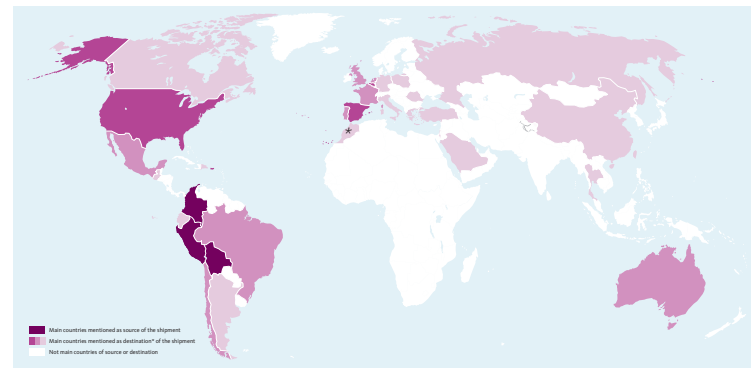 *
Main countries mentioned as source of the shipment
Main countries mentioned as destination* of the shipment
Not main countries of source or destination